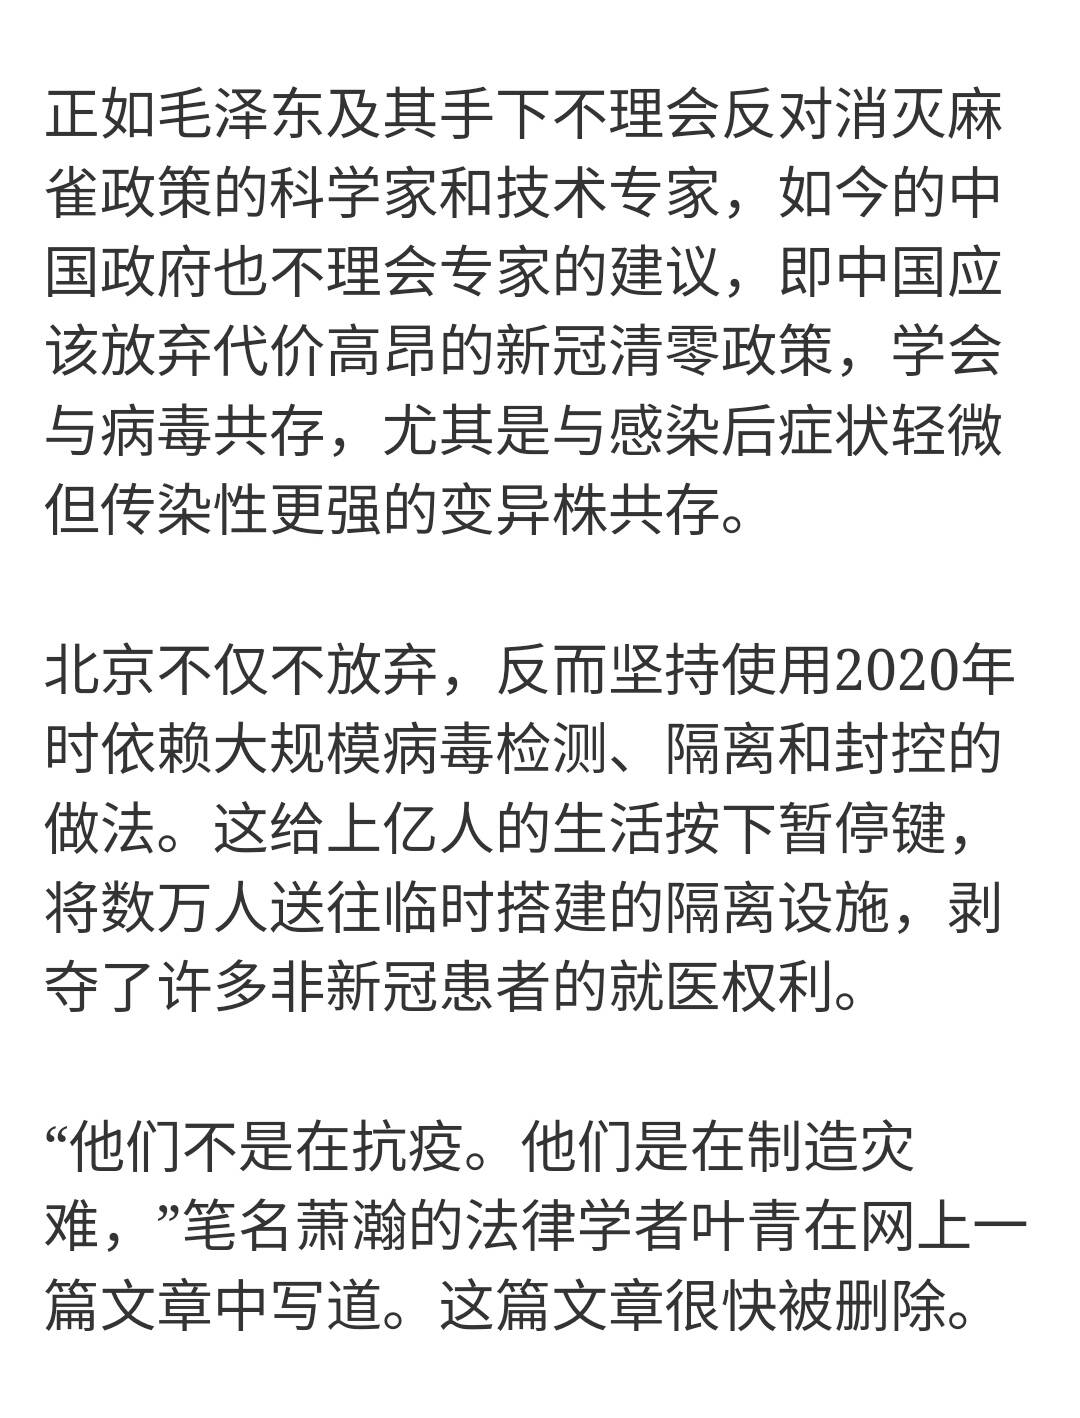 正如毛泽东及其手下不理会反对消灭麻
雀政策的科学家和技术专家，如今的中
国政府也不理会专家的建议，即中国应
该放弃代价高昂的新冠清零政策，学会
与病毒共存，尤其是与感染后症状轻微
但传染性更强的变异株共存。
北京不仅不放弃，反而坚持使用2020年
时依赖大规模病毒检测、隔离和封控的
做法。这给上亿人的生活按下暂停键，
将数万人送往临时搭建的隔离设施，剥
夺了许多非新冠患者的就医权利。
“他们不是在抗疫。他们是在制造灾
难，”笔名萧瀚的法律学者叶青在网上一
篇文章中写道。这篇文章很快被删除。